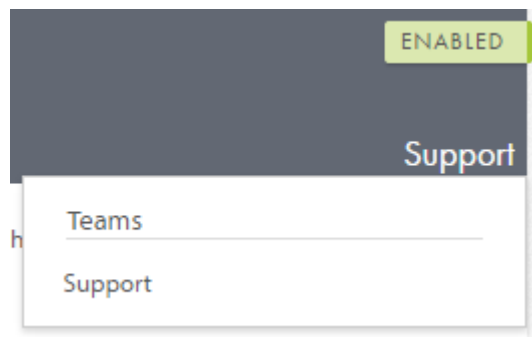 ENABLED
Support
Teams
h
Support